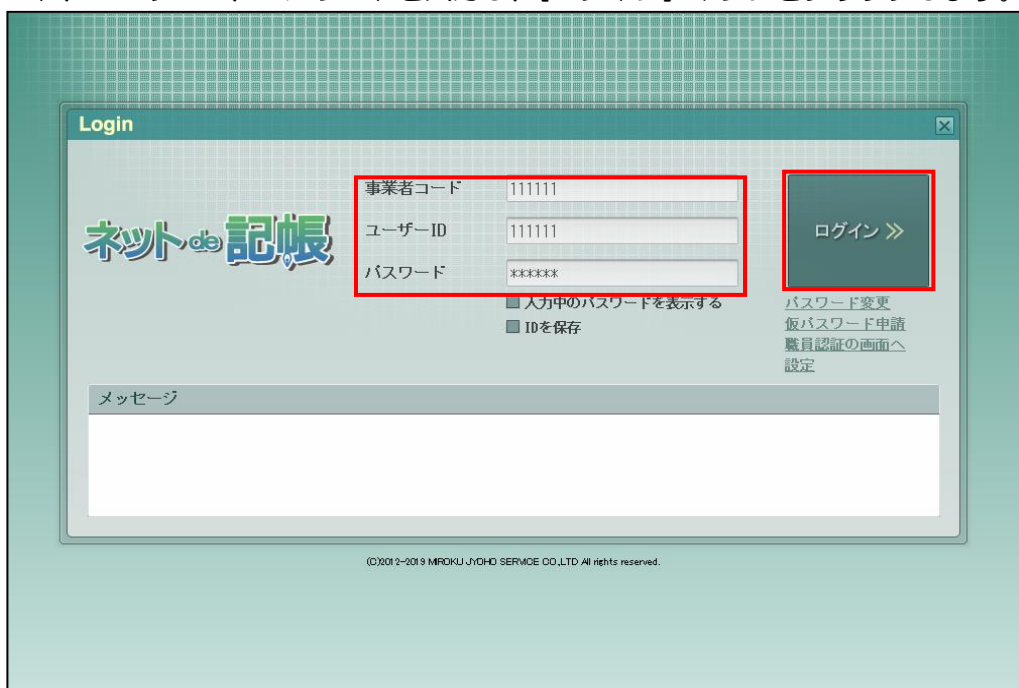 Login
事業者コード 111111
ネットde記帳
ユーザーID 111111
ログイン
パスワード ******
入力中のパスワードを表示する
IDを保存
パスワード変更
仮パスワード申請
職員認証の画面へ
設定
メッセージ
(C)2012-2019 MIROKU JYOHO SERVICE CO.,LTD All rights reserved.